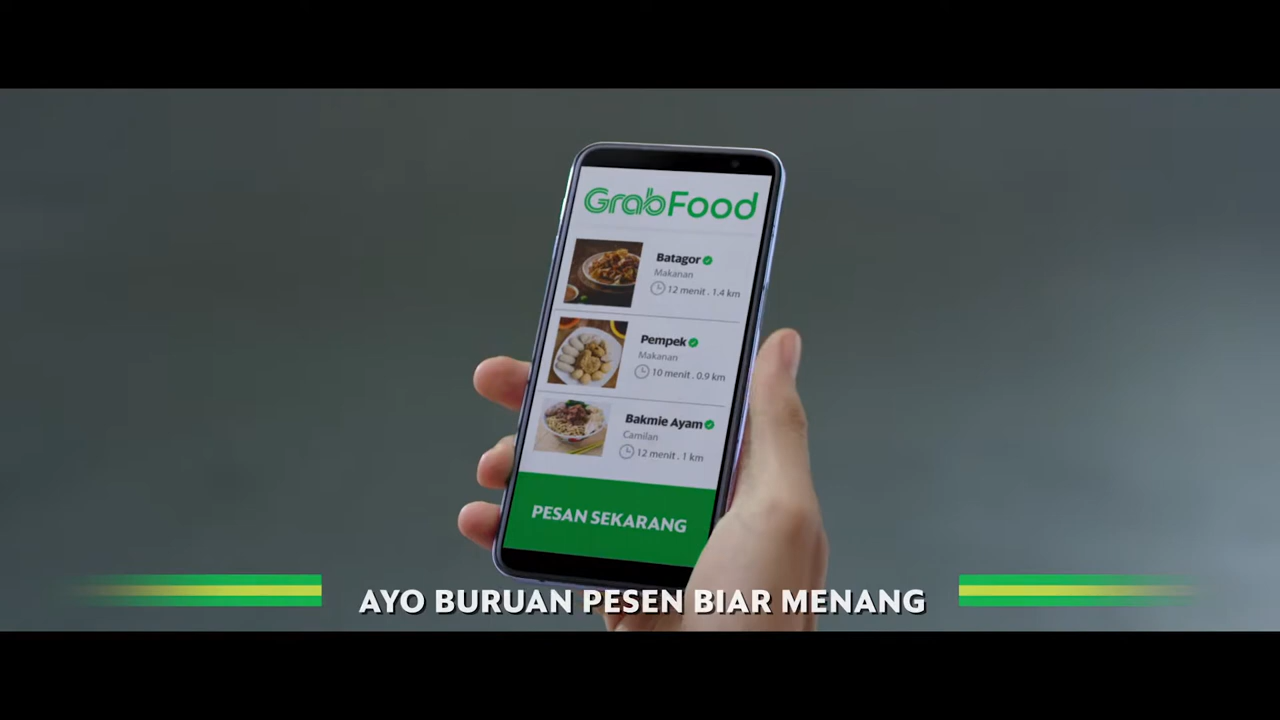 GrabFood
Batagor
Makanan
12 menit . 1.4 km
Pempek
Makanan
10 menit . 0.9 km
Bakmie Ayam
Camilan
12 menit . 1 km
PESAN SEKARANG
AYO BURUAN PESEN BIAR MENANG